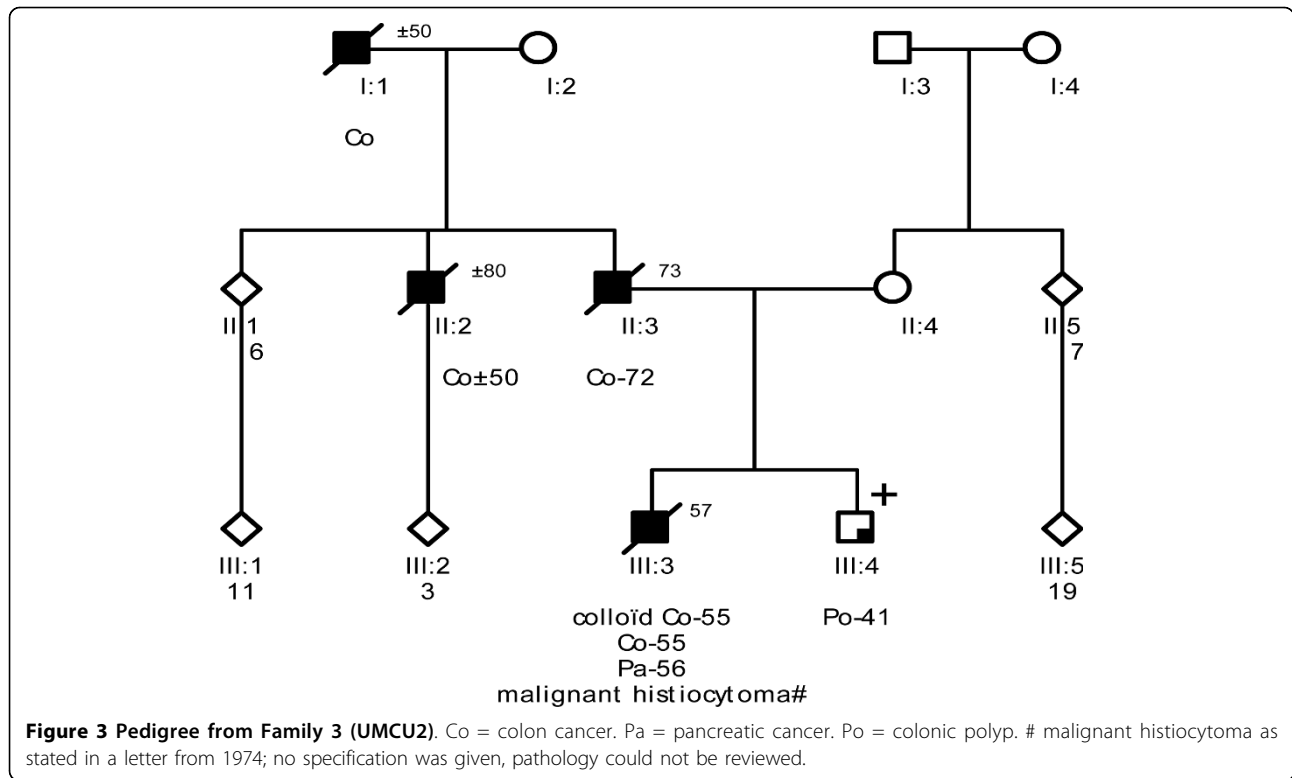 ±50
I:1
I:2
I:3
I:4
Co
±80
73
II:1
II:2
II:3
II:4
II:5
6
7
Co±50
Co-72
57
+
III:1
III:2
III:3
III:4
III:5
11
3
19
colloïd Co-55
Po-41
Co-55
Pa-56
malignant histiocytoma#
Figure 3 Pedigree from Family 3 (UMCU2). Co = colon cancer. Pa = pancreatic cancer. Po = colonic polyp. # malignant histiocytoma as
stated in a letter from 1974; no specification was given, pathology could not be reviewed.